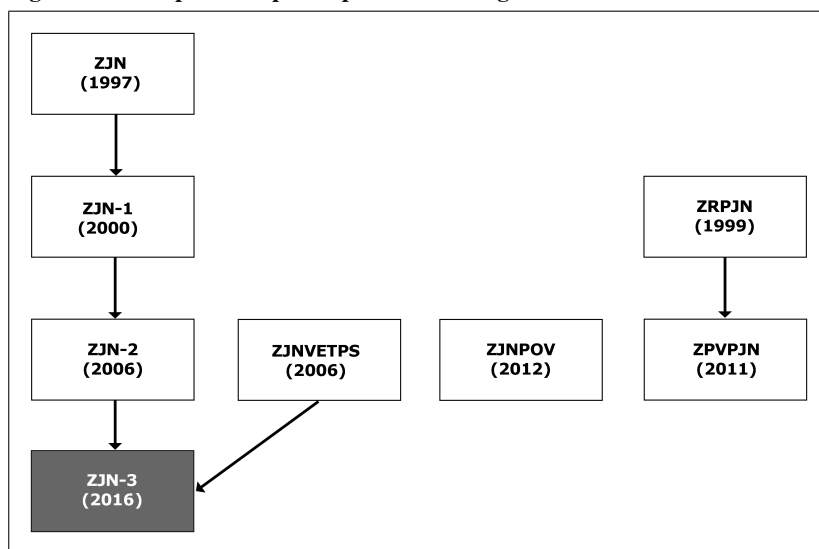 ZJN
(1997)
ZJN-1
(2000)
ZRPJN
(1999)
ZJN-2
(2006)
ZJNVETPS
(2006)
ZJNPOV
(2012)
ZPVPJN
(2011)
ZJN-3
(2016)